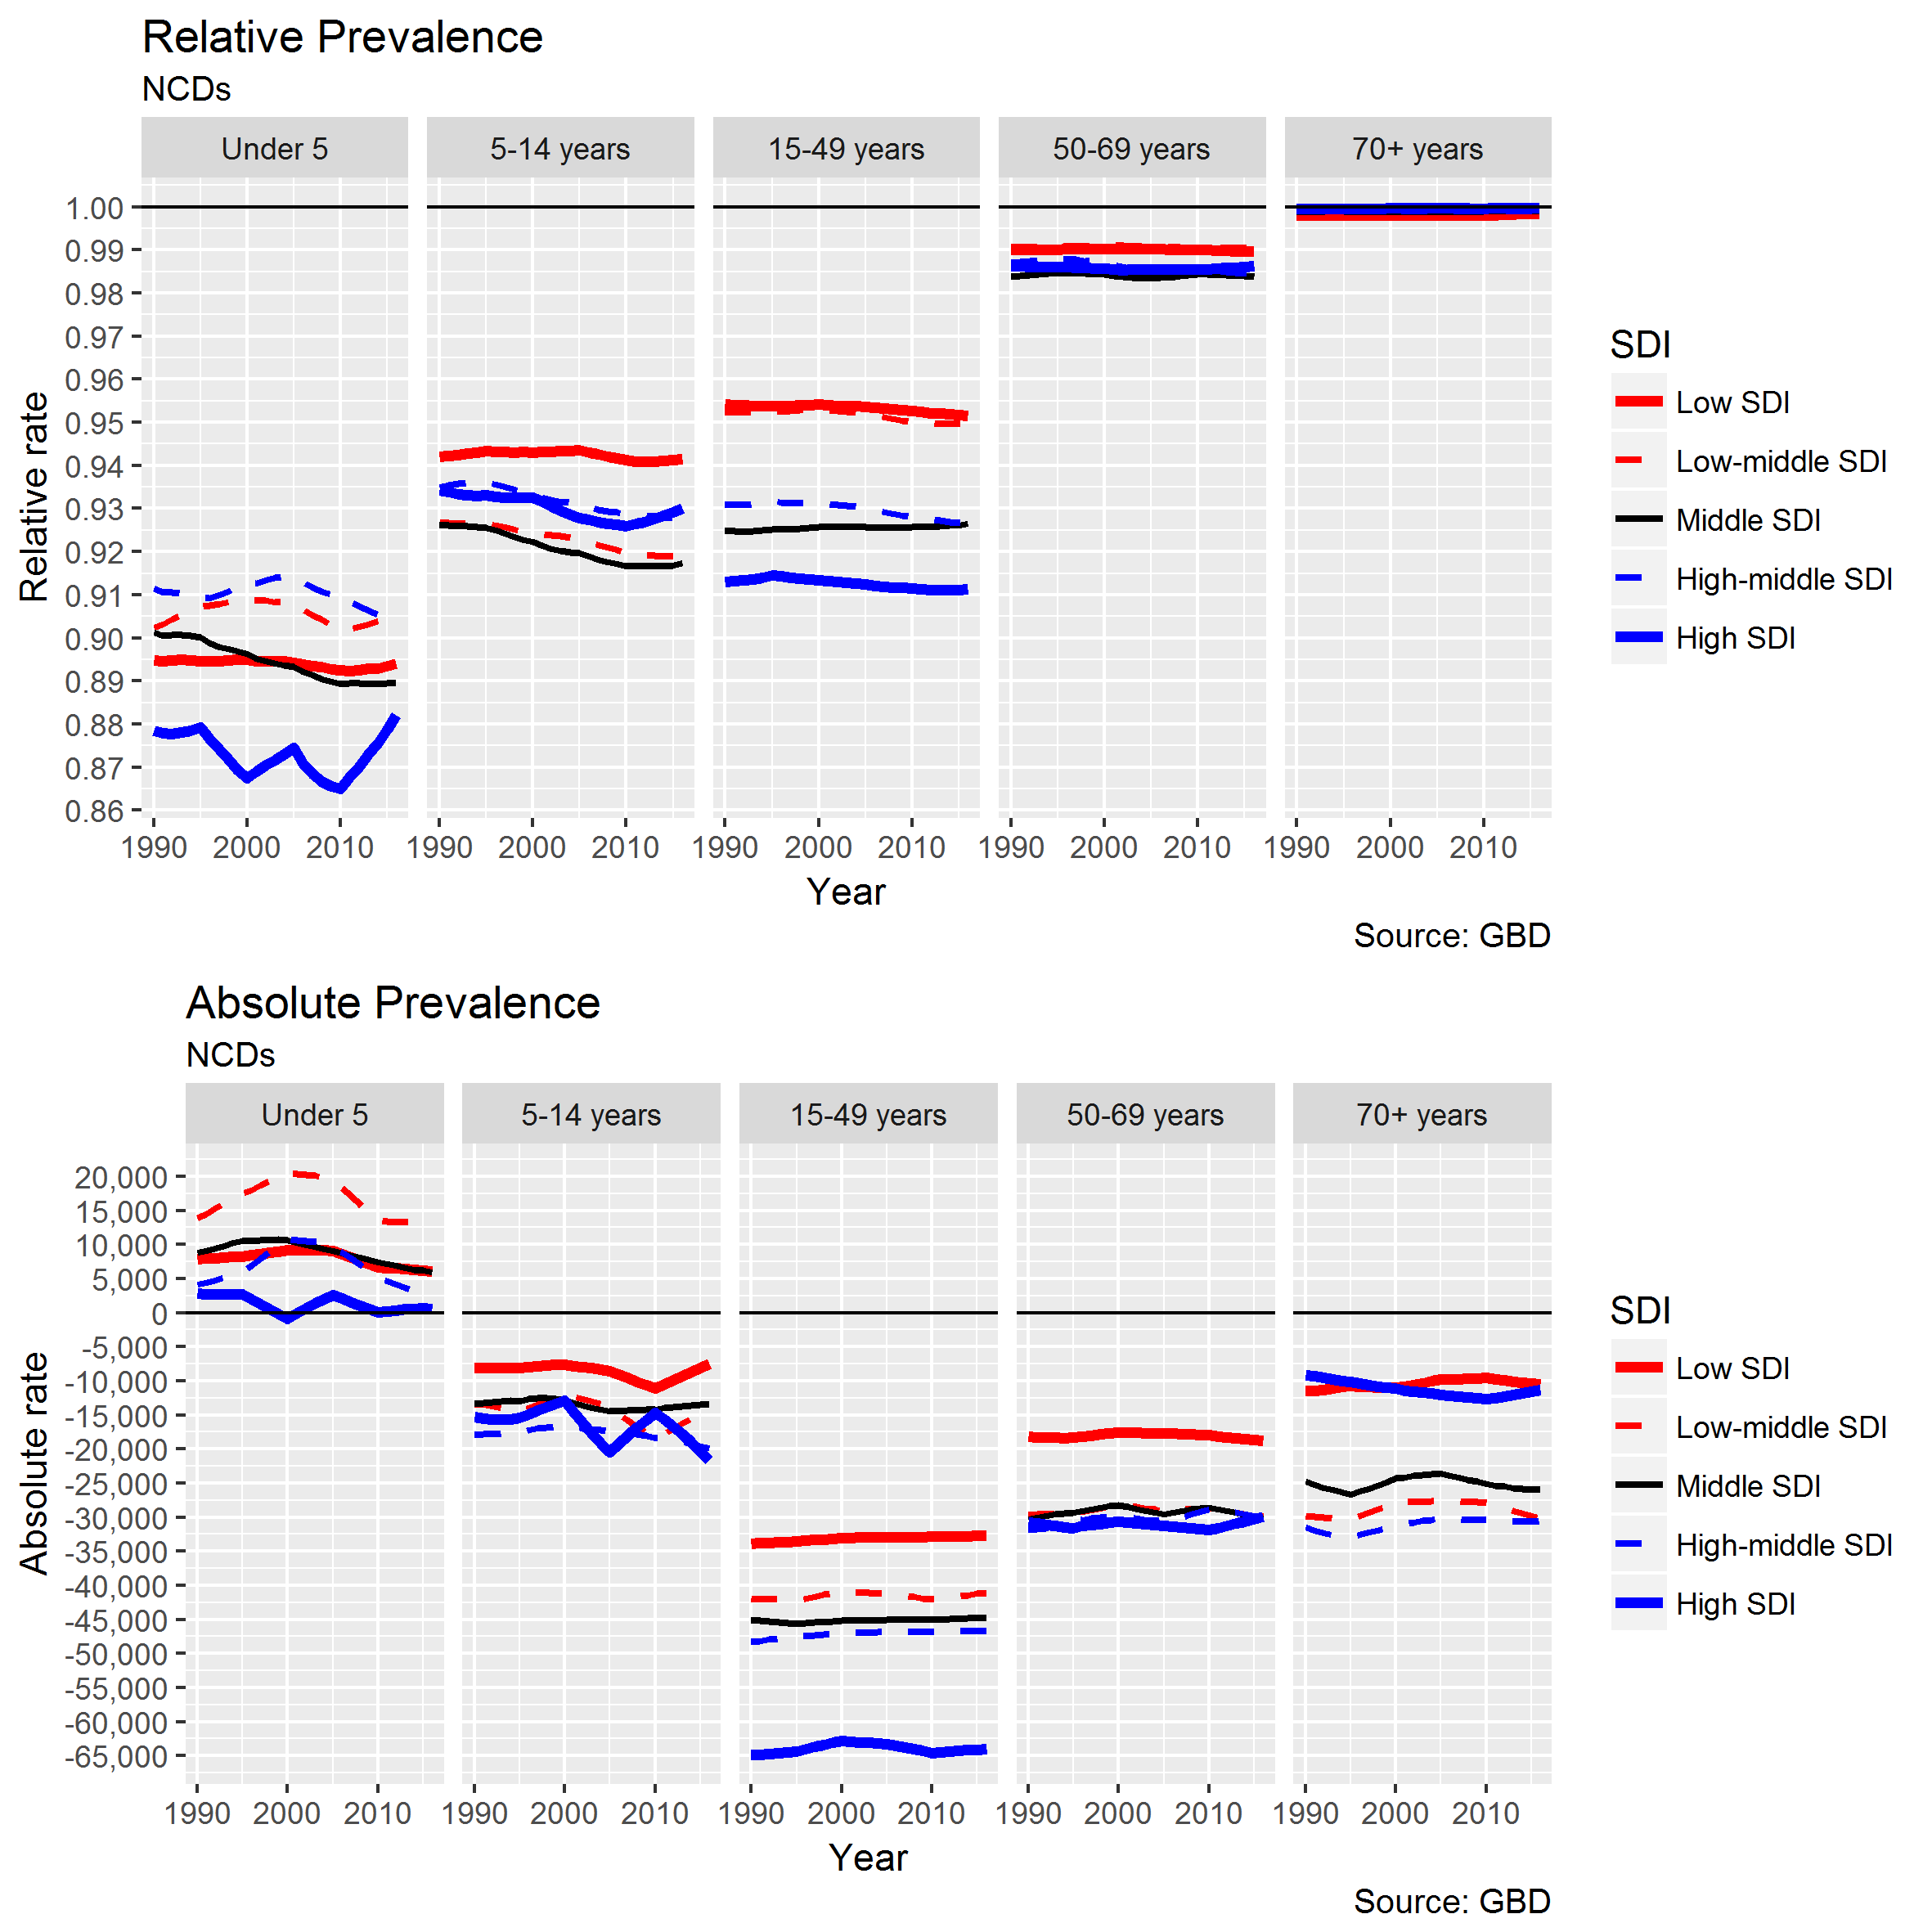 Relative Prevalence
NCDs
Under 5 5-14 years 15-49 years 50-69 years 70+ years
1.00
0.99
0.98
0.97
0.96
0.95
0.94
0.93
0.92
0.91
0.90
0.89
0.88
0.87
0.86
Relative rate
1990 2000 2010 1990 2000 2010 1990 2000 2010 1990 2000 2010 1990 2000 2010
Year
Source: GBD
SDI
Low SDI
Low-middle SDI
Middle SDI
High-middle SDI
High SDI
Absolute Prevalence
NCDs
Under 5 5-14 years 15-49 years 50-69 years 70+ years
20,000
15,000
10,000
5,000
0
-5,000
-10,000
-15,000
-20,000
-25,000
-30,000
-35,000
-40,000
-45,000
-50,000
-55,000
-60,000
-65,000
Absolute rate
1990 2000 2010 1990 2000 2010 1990 2000 2010 1990 2000 2010 1990 2000 2010
Year
Source: GBD
SDI
Low SDI
Low-middle SDI
Middle SDI
High-middle SDI
High SDI